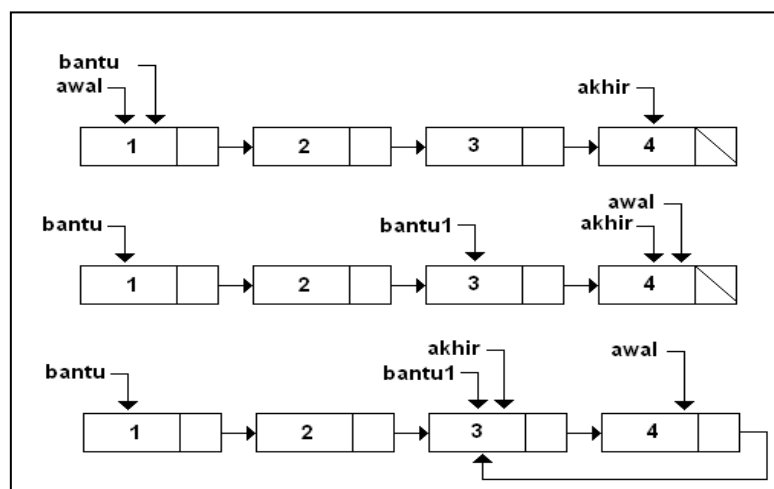 bantu
awal
akhir
1 2 3 4
awal
bantu bantu1 akhir
1 2 3 4
akhir awal
bantu bantu1
1 2 3 4